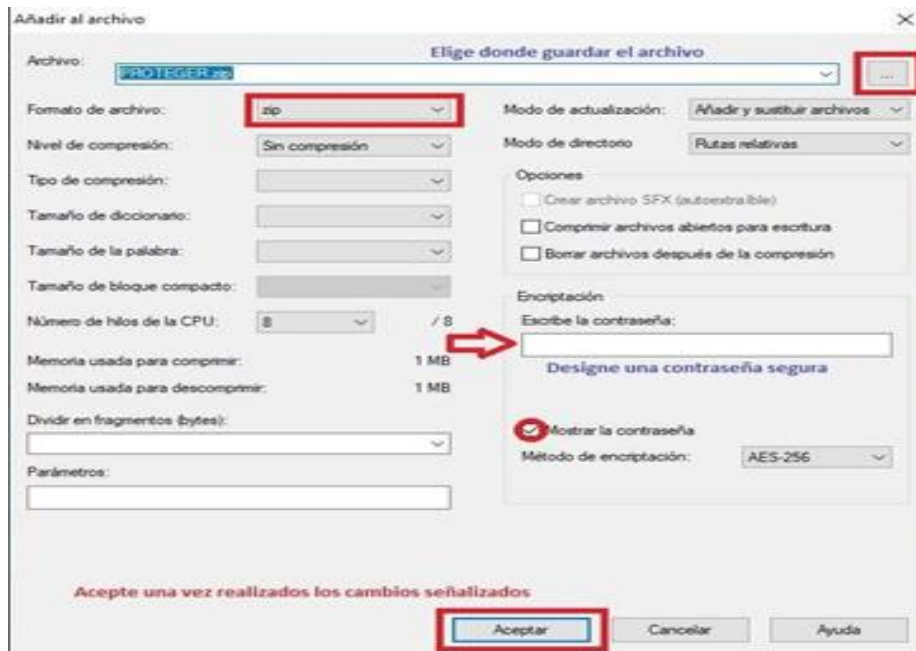 Añadir al archivo
Elige donde guardar el archivo
Archivo:
PROTEGER.zip
...
Formato de archivo:
zip
Modo de actualización:
Añadir y sustituir archivos
Nivel de compresión:
Sin compresión
Modo de directorio
Rutas relativas
Tipo de compresión:
Opciones
Crear archivo SFX (autoextraíble)
Tamaño de diccionario:
Comprimir archivos abiertos para escritura
Tamaño de la palabra:
Borrar archivos después de la compresión
Tamaño de bloque compacto:
Encriptación
Número de hilos de la CPU:
8
/ 8
Escribe la contraseña:
Memoria usada para comprimir:
1 MB
Designe una contraseña segura
Memoria usada para descomprimir:
1 MB
Dividir en fragmentos (bytes):
Mostrar la contraseña
Método de encriptación:
AES-256
Parámetros:
Acepte una vez realizados los cambios señalizados
Aceptar
Cancelar
Ayuda